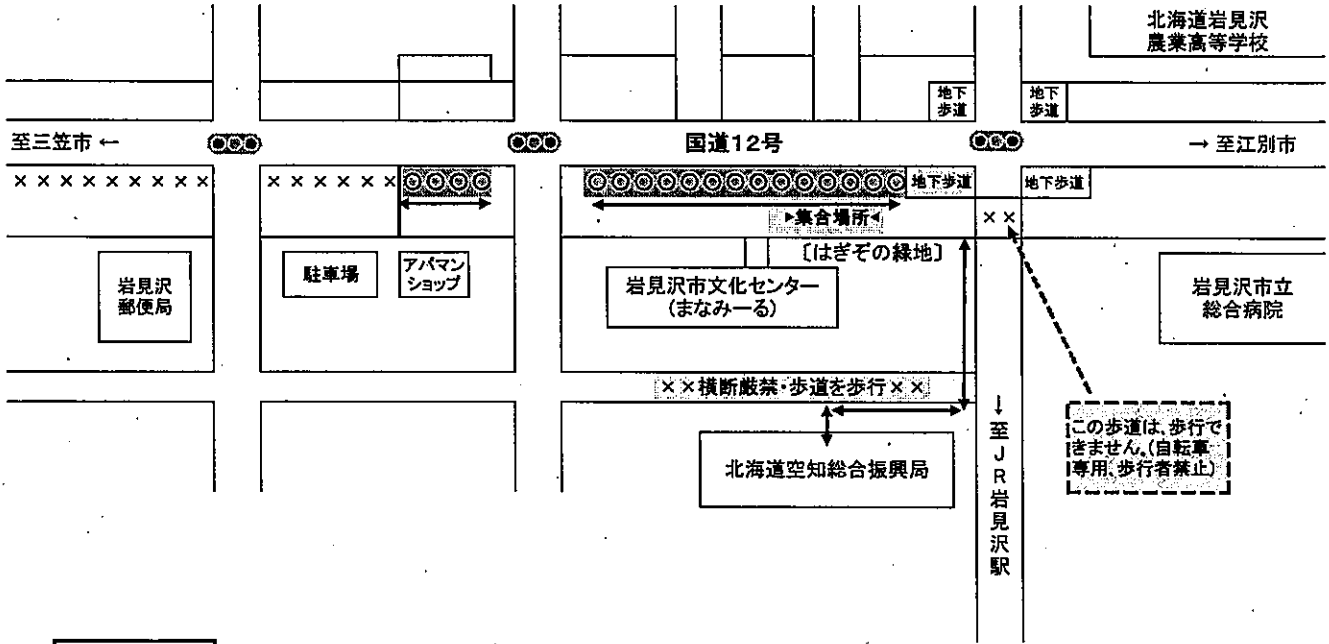 北海道岩見沢
農業高等学校
地下
歩道
地下
歩道
至三笠市 ←
国道12号
→ 至江別市
××××××××××
××××××
地下歩道
地下歩道
▶集合場所◀
××
〔はぎぞの緑地〕
岩見沢
郵便局
駐車場
アパマン
ショップ
岩見沢市文化センター
(まなみーる)
岩見沢市立
総合病院
××横断厳禁・歩道を歩行××
↓至JR岩見沢駅
この歩道は、歩行で
きません。(自転車
専用、歩行者禁止)
北海道空知総合振興局